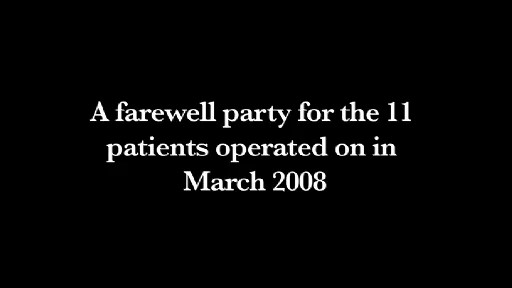 A farewell party for the 11
patients operated on in
March 2008